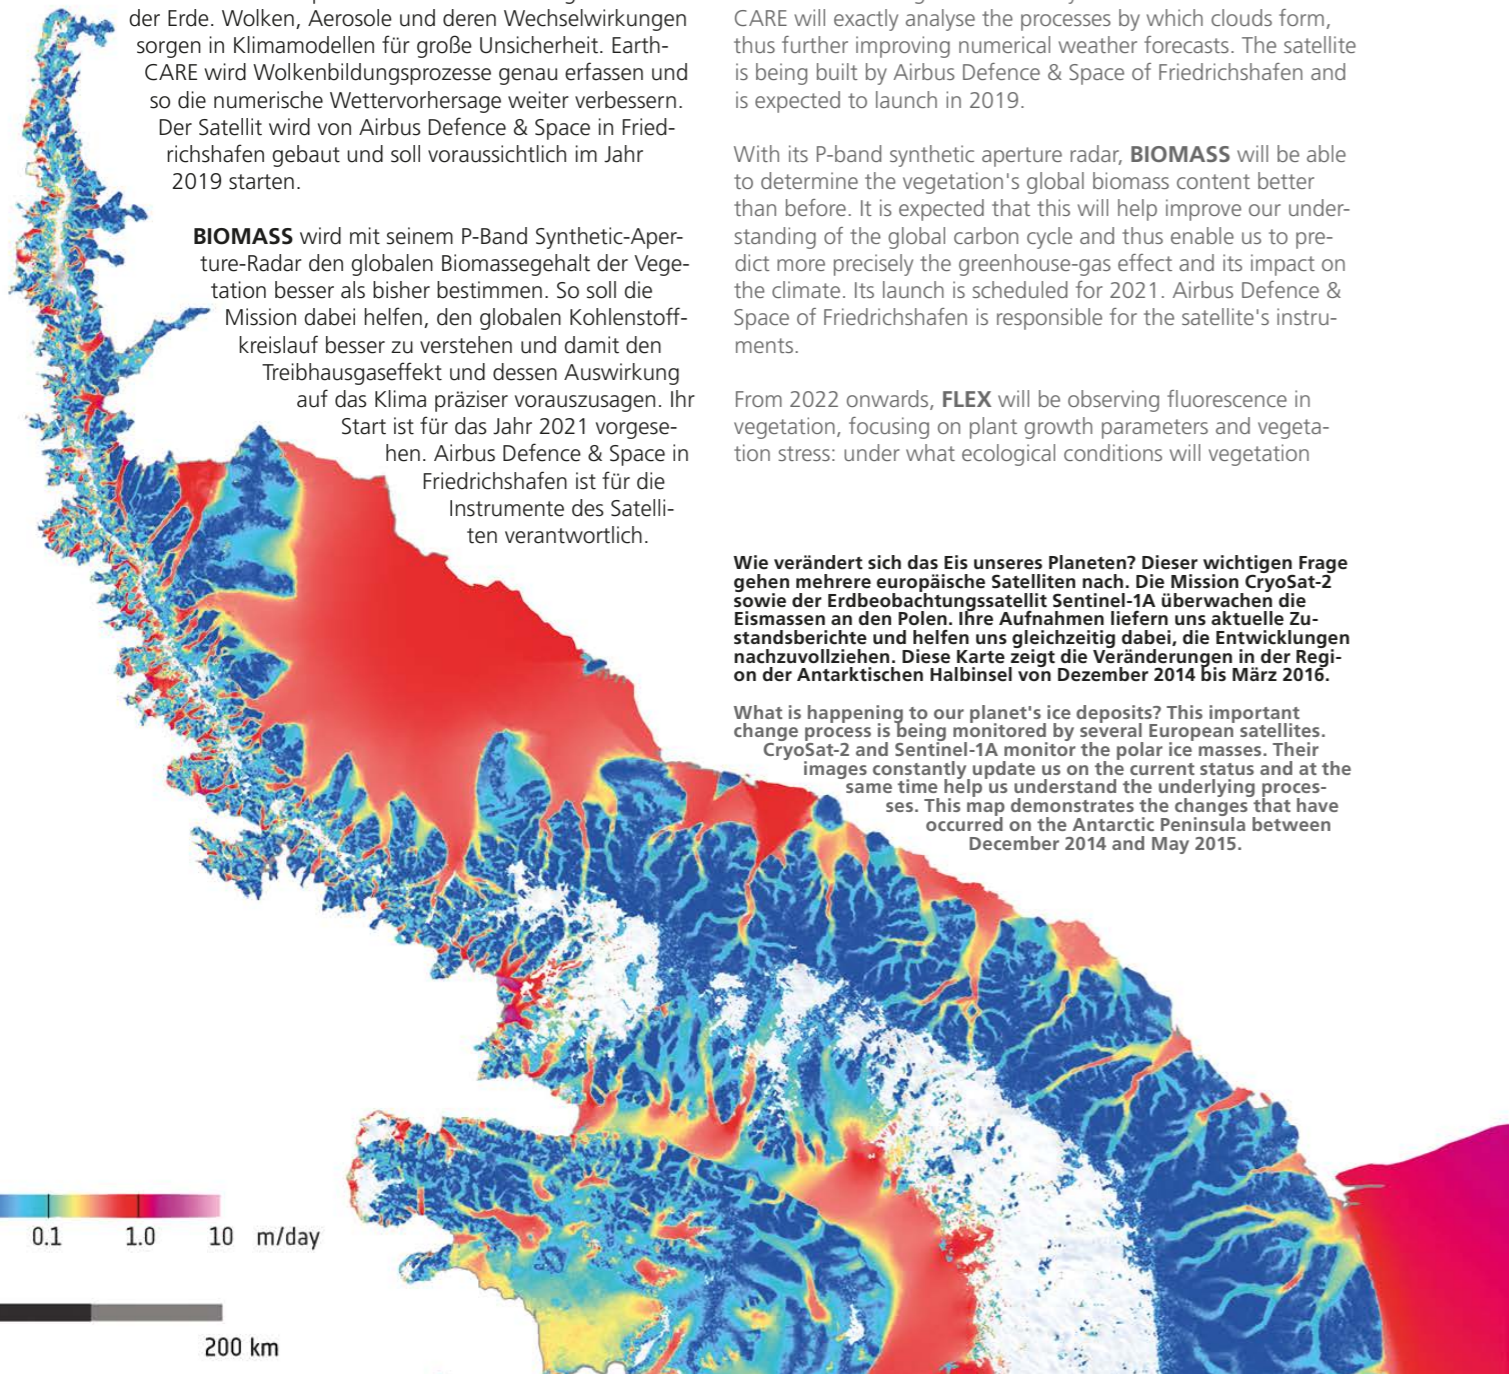 der Erde. Wolken, Aerosole und deren Wechselwirkungen
sorgen in Klimamodellen für große Unsicherheit. Earth-
CARE wird Wolkenbildungsprozesse genau erfassen und
so die numerische Wettervorhersage weiter verbessern.
Der Satellit wird von Airbus Defence & Space in Fried-
richshafen gebaut und soll voraussichtlich im Jahr
2019 starten.
BIOMASS wird mit seinem P-Band Synthetic-Aper-
ture-Radar den globalen Biomassegehalt der Vege-
tation besser als bisher bestimmen. So soll die
Mission dabei helfen, den globalen Kohlenstoff-
kreislauf besser zu verstehen und damit den
Treibhausgaseffekt und dessen Auswirkung
auf das Klima präziser vorauszusagen. Ihr
Start ist für das Jahr 2021 vorgese-
hen. Airbus Defence & Space in
Friedrichshafen ist für die
Instrumente des Satelli-
ten verantwortlich.
CARE will exactly analyse the processes by which clouds form,
thus further improving numerical weather forecasts. The satellite
is being built by Airbus Defence & Space of Friedrichshafen and
is expected to launch in 2019.
With its P-band synthetic aperture radar, BIOMASS will be able
to determine the vegetation's global biomass content better
than before. It is expected that this will help improve our under-
standing of the global carbon cycle and thus enable us to pre-
dict more precisely the greenhouse-gas effect and its impact on
the climate. Its launch is scheduled for 2021. Airbus Defence &
Space of Friedrichshafen is responsible for the satellite's instru-
ments.
From 2022 onwards, FLEX will be observing fluorescence in
vegetation, focusing on plant growth parameters and vegeta-
tion stress: under what ecological conditions will vegetation
Wie verändert sich das Eis unseres Planeten? Dieser wichtigen Frage
gehen mehrere europäische Satelliten nach. Die Mission CryoSat-2
sowie der Erdbeobachtungssatellit Sentinel-1A überwachen die
Eismassen an den Polen. Ihre Aufnahmen liefern uns aktuelle Zu-
standsberichte und helfen uns gleichzeitig dabei, die Entwicklungen
nachzuvollziehen. Diese Karte zeigt die Veränderungen in der Regi-
on der Antarktischen Halbinsel von Dezember 2014 bis März 2016.
What is happening to our planet's ice deposits? This important
change process is being monitored by several European satellites.
CryoSat-2 and Sentinel-1A monitor the polar ice masses. Their
images constantly update us on the current status and at the
same time help us understand the underlying proces-
ses. This map demonstrates the changes that have
occurred on the Antarctic Peninsula between
December 2014 and May 2015.
0.1 1.0 10 m/day
200 km